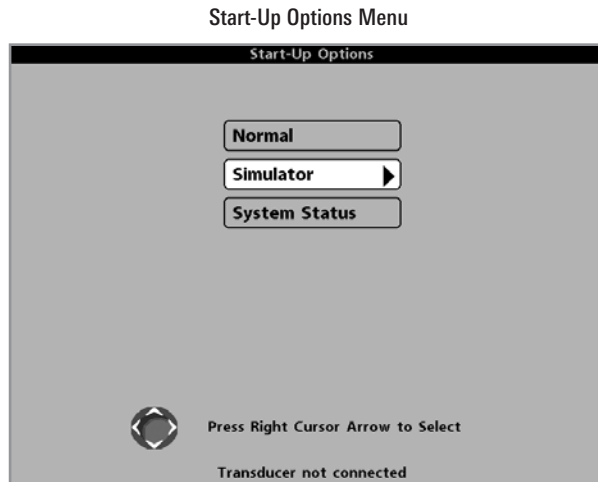 Start-Up Options Menu
Start-Up Options
Normal
Simulator
System Status
Press Right Cursor Arrow to Select
Transducer not connected